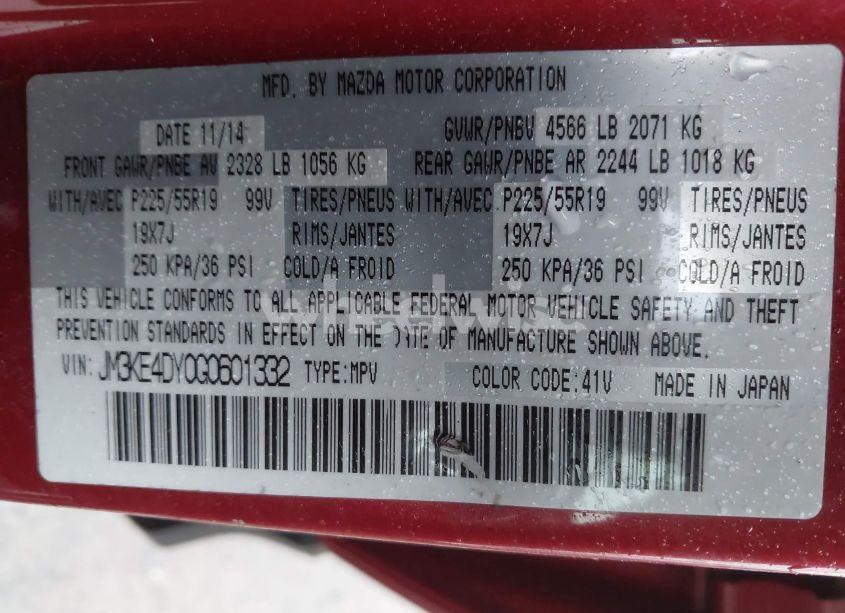 MFD. BY MAZDA MOTOR CORPORATION
DATE 11/14 GVWR/PNBV 4566 LB 2071 KG
FRONT GAWR/PNBE AV 2328 LB 1056 KG REAR GAWR/PNBE AR 2244 LB 1018 KG
WITH/AVEC P225/55R19 99V TIRES/PNEUS WITH/AVEC P225/55R19 99V TIRES/PNEUS
19X7J RIMS/JANTES 19X7J RIMS/JANTES
250 KPA/36 PSI COLD/A FROID 250 KPA/36 PSI COLD/A FROID
THIS VEHICLE CONFORMS TO ALL APPLICABLE FEDERAL MOTOR VEHICLE SAFETY AND THEFT
PREVENTION STANDARDS IN EFFECT ON THE DATE OF MANUFACTURE SHOWN ABOVE.
VIN: JM3KE4DY0G0601332 TYPE:MPV COLOR CODE:41V MADE IN JAPAN